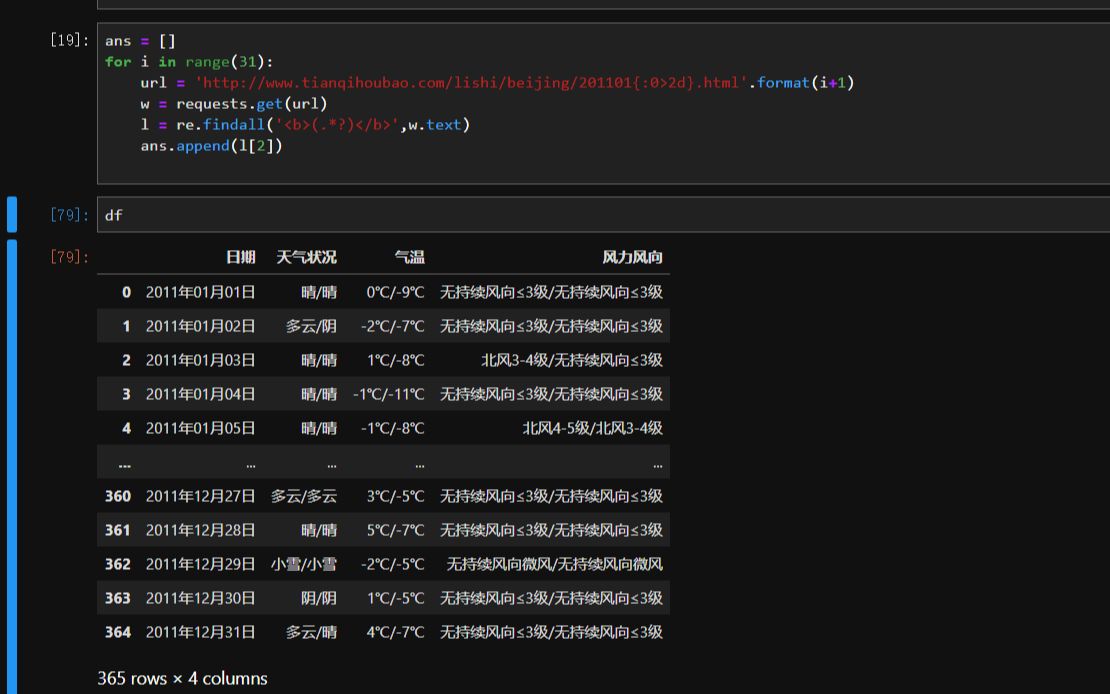 [19]: ans = []
for i in range(31):
    url = 'http://www.tianqihoubao.com/lishi/beijing/201101{:0>2d}.html'.format(i+1)
    w = requests.get(url)
    l = re.findall('<b>(.*?)</b>',w.text)
    ans.append(l[2])
[79]: df
[79]: 日期 天气状况 气温 风力风向
0 2011年01月01日 晴/晴 0℃/-9℃ 无持续风向≤3级/无持续风向≤3级
1 2011年01月02日 多云/阴 -2℃/-7℃ 无持续风向≤3级/无持续风向≤3级
2 2011年01月03日 晴/晴 1℃/-8℃ 北风3-4级/无持续风向≤3级
3 2011年01月04日 晴/晴 -1℃/-11℃ 无持续风向≤3级/无持续风向≤3级
4 2011年01月05日 晴/晴 -1℃/-8℃ 北风4-5级/北风3-4级
... ... ... ... ...
360 2011年12月27日 多云/多云 3℃/-5℃ 无持续风向≤3级/无持续风向≤3级
361 2011年12月28日 晴/晴 5℃/-7℃ 无持续风向≤3级/无持续风向≤3级
362 2011年12月29日 小雪/小雪 -2℃/-5℃ 无持续风向微风/无持续风向微风
363 2011年12月30日 阴/阴 1℃/-5℃ 无持续风向≤3级/无持续风向≤3级
364 2011年12月31日 多云/晴 4℃/-7℃ 无持续风向≤3级/无持续风向≤3级
365 rows × 4 columns